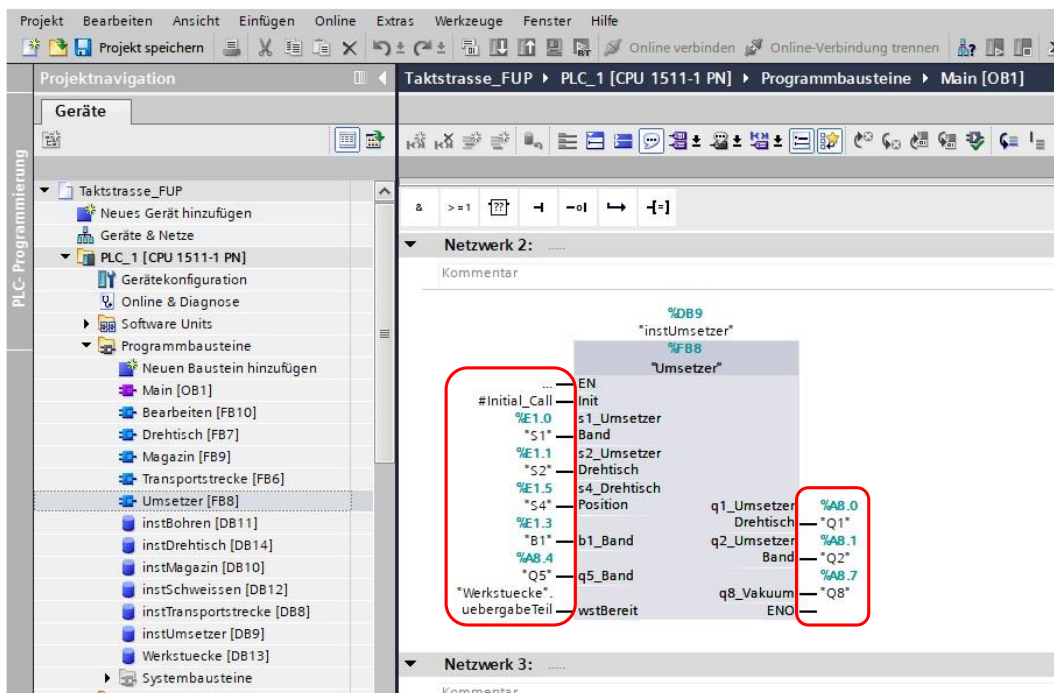 Projekt Bearbeiten Ansicht Einfügen Online Extras Werkzeuge Fenster Hilfe
Projekt speichern Online verbinden Online-Verbindung trennen
Projektnavigation
Taktstrasse_FUP PLC_1 [CPU 1511-1 PN] Programmbausteine Main [OB1]
Geräte
PLC- Programmierung
Taktstrasse_FUP
Neues Gerät hinzufügen
Geräte & Netze
PLC_1 [CPU 1511-1 PN]
Gerätekonfiguration
Online & Diagnose
Software Units
Programmbausteine
Neuen Baustein hinzufügen
Main [OB1]
Bearbeiten [FB10]
Drehtisch [FB7]
Magazin [FB9]
Transportstrecke [FB6]
Umsetzer [FB8]
instBohren [DB11]
instDrehtisch [DB14]
instMagazin [DB10]
instSchweissen [DB12]
instTransportstrecke [DB8]
instUmsetzer [DB9]
Werkstuecke [DB13]
Systembausteine
& >=1 ?? -[=]
Netzwerk 2: .....
Kommentar
%DB9
"instUmsetzer"
%FB8
"Umsetzer"
... EN
#Initial_Call Init
%E1.0 s1_Umsetzer
"S1" Band
%E1.1 s2_Umsetzer
"S2" Drehtisch
%E1.5 s4_Drehtisch
"S4" Position q1_Umsetzer %A8.0
%E1.3 Drehtisch "Q1"
"B1" b1_Band q2_Umsetzer %A8.1
%A8.4 Band "Q2"
"Q5" q5_Band %A8.7
"Werkstuecke". q8_Vakuum "Q8"
uebergabeTeil wstBereit ENO
Netzwerk 3: .....
Kommentar